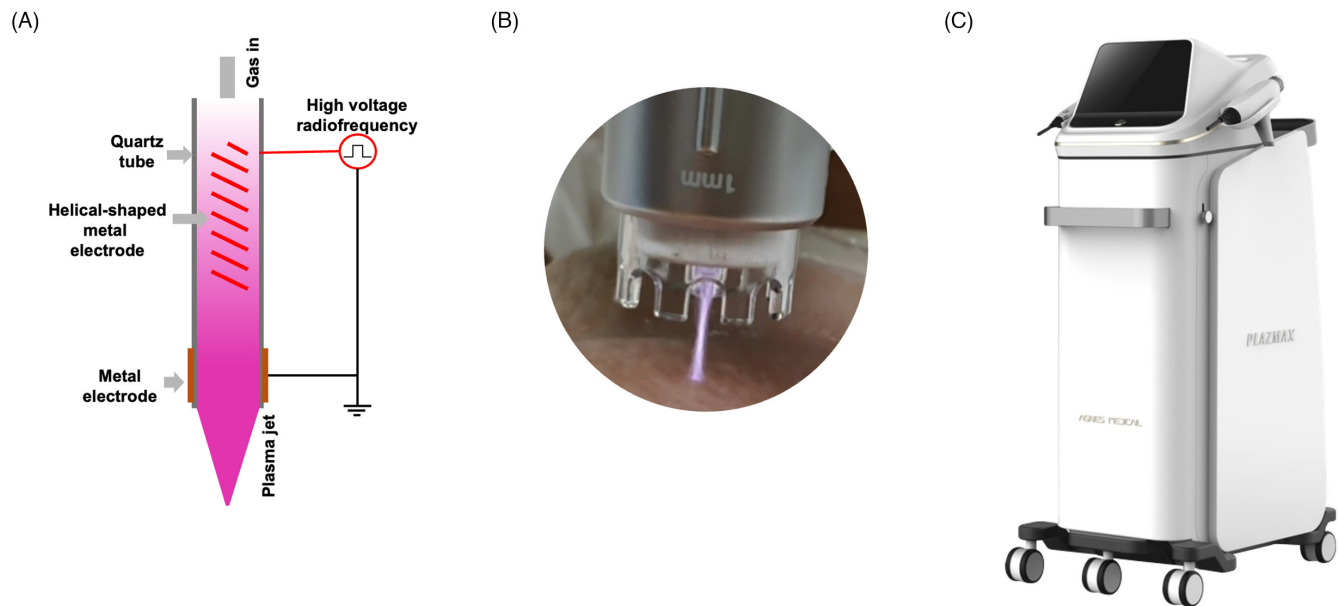 (A)
Gas in
High voltage
radiofrequency
Quartz
tube
Helical-shaped
metal
electrode
Metal
electrode
Plasma jet
(B)
1mm
(C)
PLAZMAX
AGNES MEDICAL